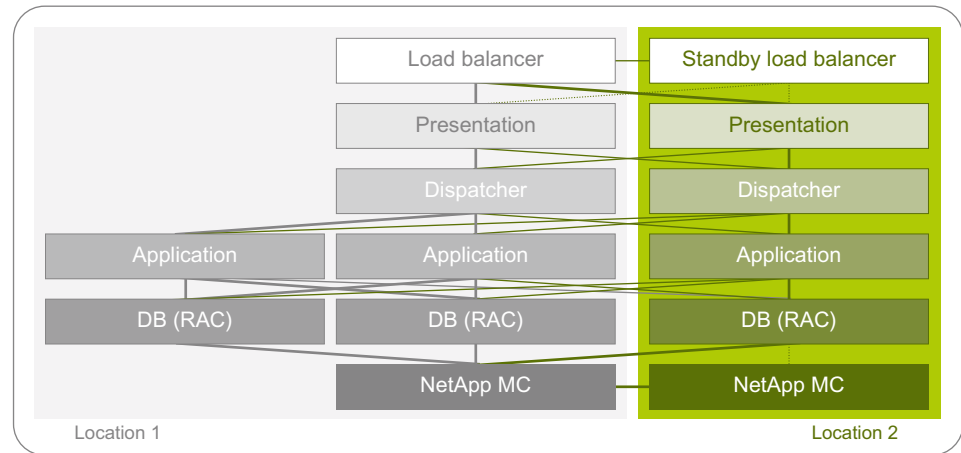 Load balancer
Standby load balancer
Presentation
Presentation
Dispatcher
Dispatcher
Application
Application
Application
DB (RAC)
DB (RAC)
DB (RAC)
NetApp MC
NetApp MC
Location 1
Location 2